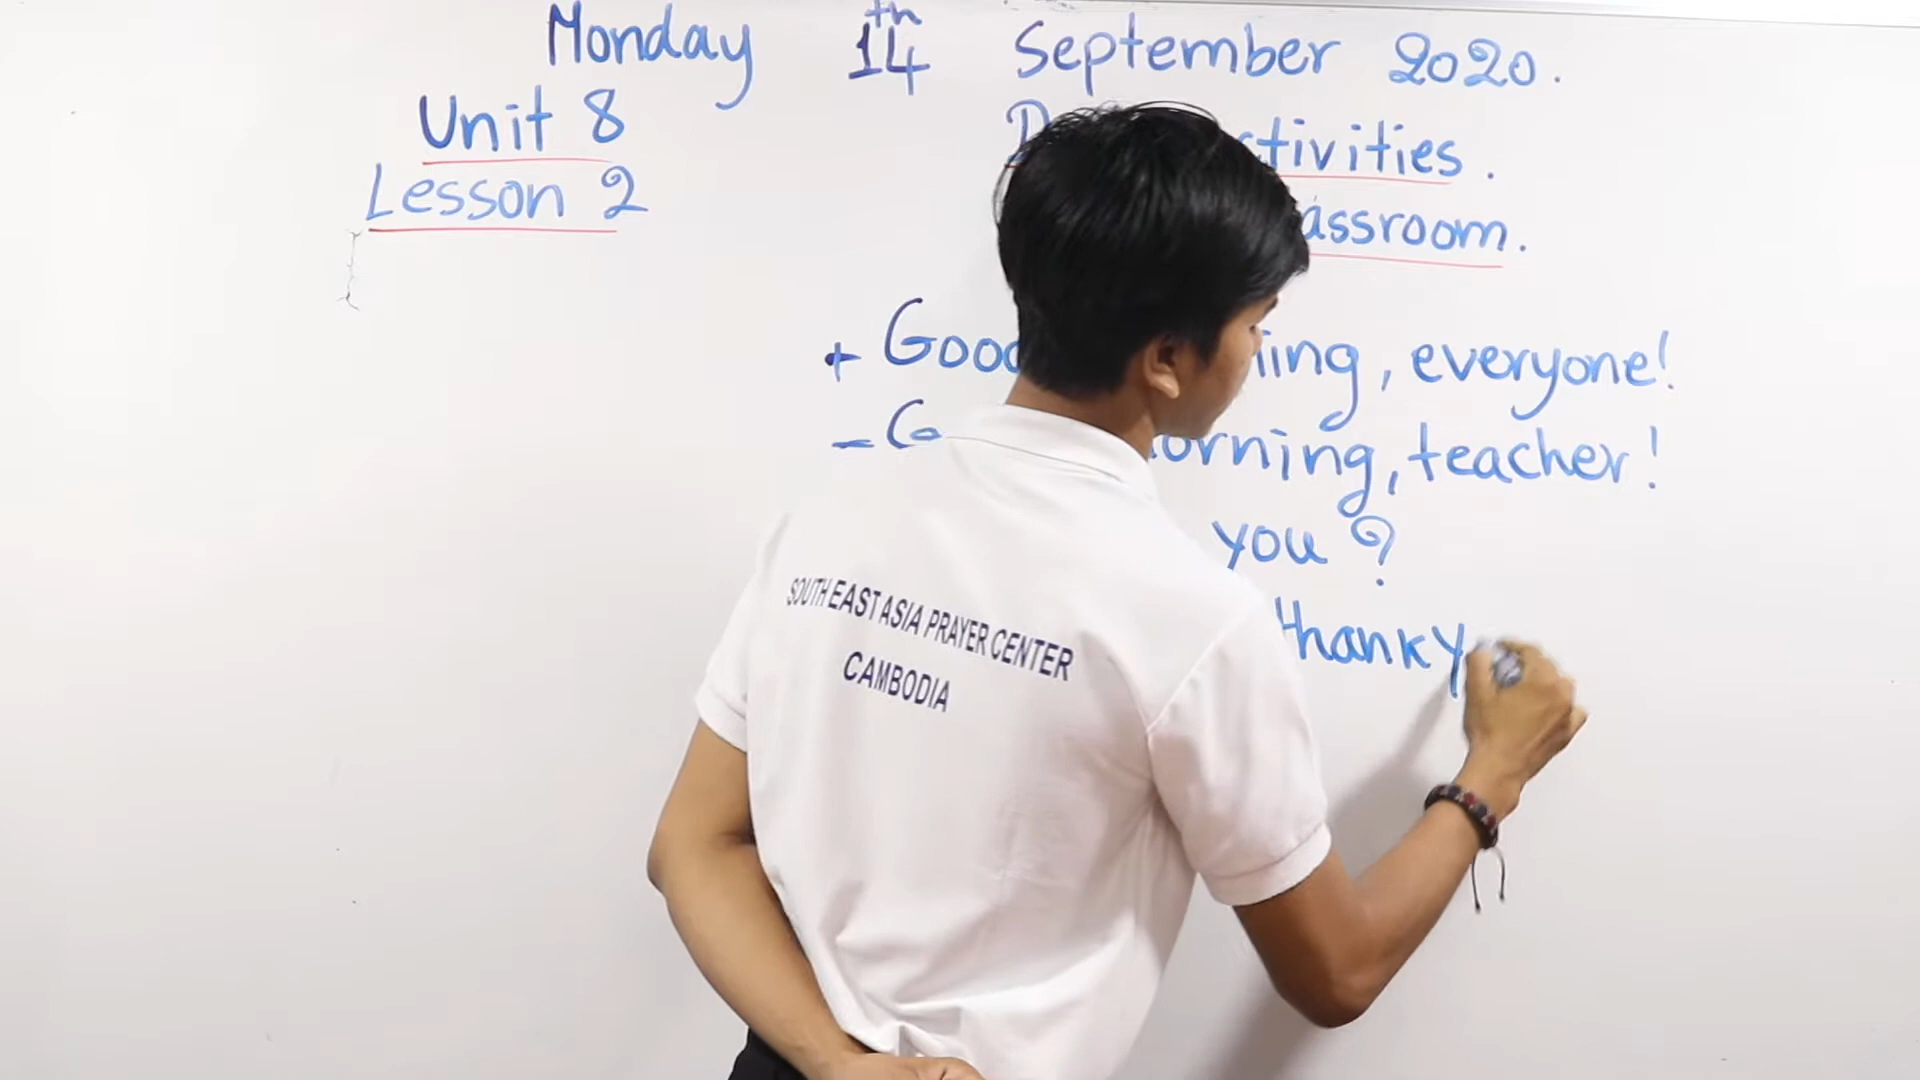 Monday 14th September 2020.
Unit 8
ctivities.
Lesson 2
assroom.
+ Good iing, everyone!
- G orning, teacher!
you?
thank y
SOUTH EAST ASIA PRAYER CENTER
CAMBODIA